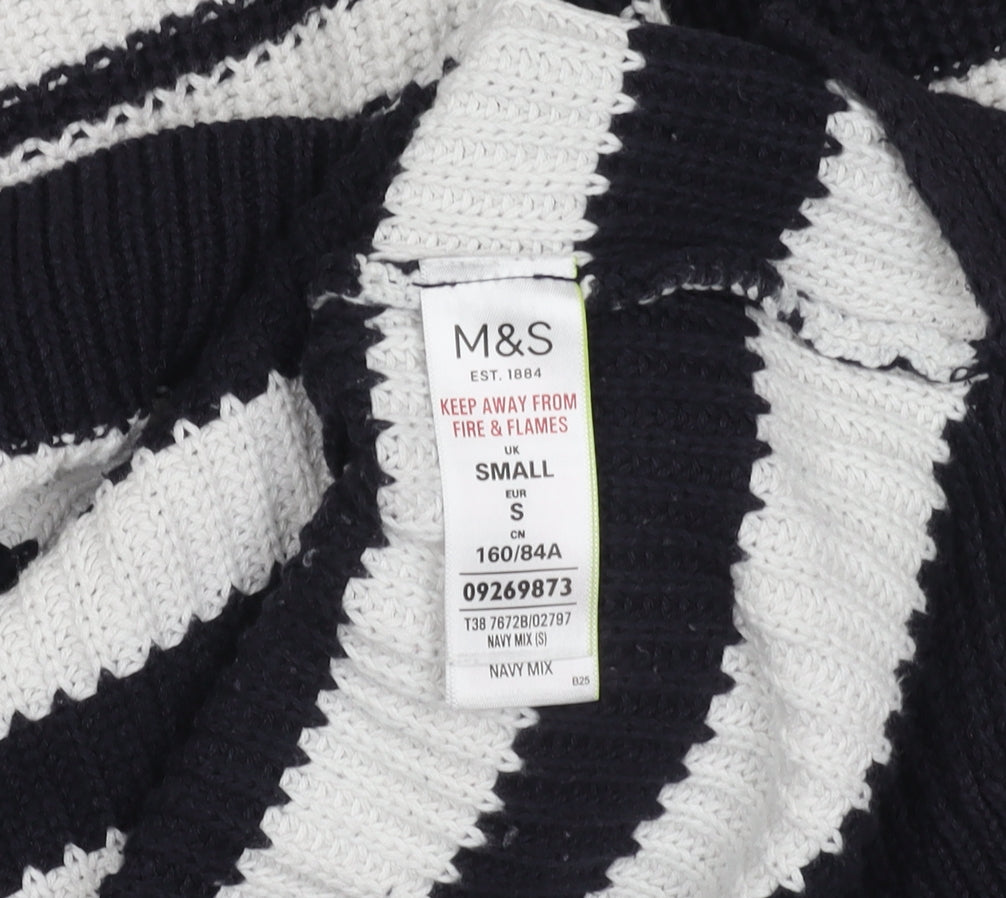 M&S
EST. 1884
KEEP AWAY FROM
FIRE & FLAMES
UK
SMALL
EUR
S
CN
160/84A
09269873
T38 7672B/02797
NAVY MIX (S)
NAVY MIX
B25